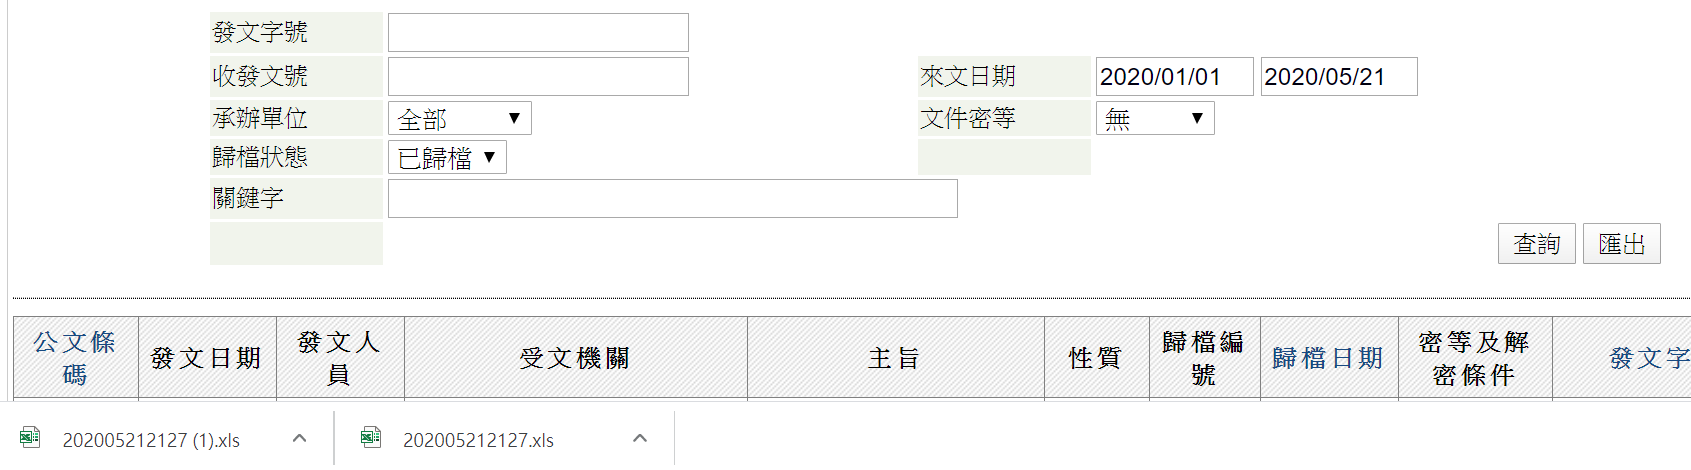 發文字號
收發文號
來文日期 2020/01/01 2020/05/21
承辦單位 全部
文件密等 無
歸檔狀態 已歸檔
關鍵字
查詢 匯出
公文條
碼
發文日期
發文人
員
受文機關
主旨
性質
歸檔編
號
歸檔日期
密等及解
密條件
發文字
202005212127 (1).xls
202005212127.xls